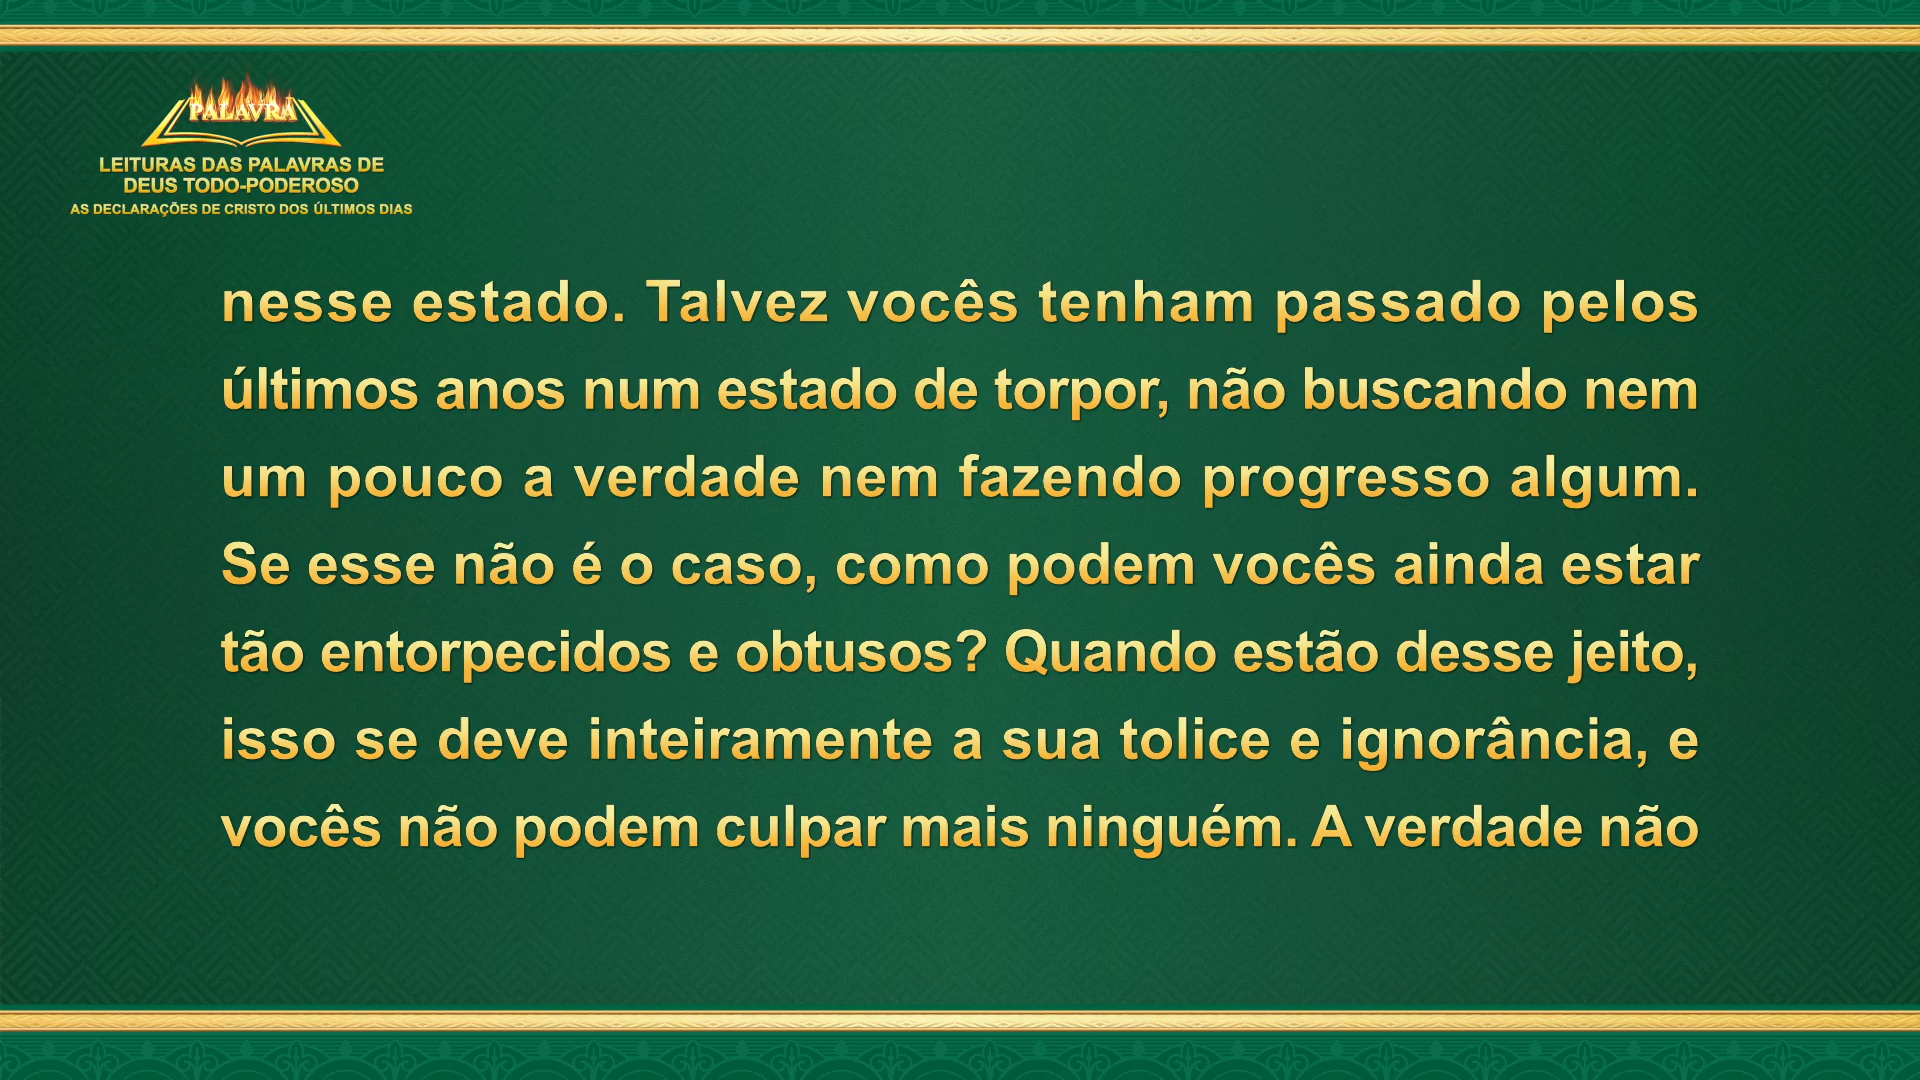 PALAVRA
LEITURAS DAS PALAVRAS DE
DEUS TODO-PODEROSO
AS DECLARAÇÕES DE CRISTO DOS ÚLTIMOS DIAS
nesse estado. Talvez vocês tenham passado pelos
últimos anos num estado de torpor, não buscando nem
um pouco a verdade nem fazendo progresso algum.
Se esse não é o caso, como podem vocês ainda estar
tão entorpecidos e obtusos? Quando estão desse jeito,
isso se deve inteiramente a sua tolice e ignorância, e
vocês não podem culpar mais ninguém. A verdade não